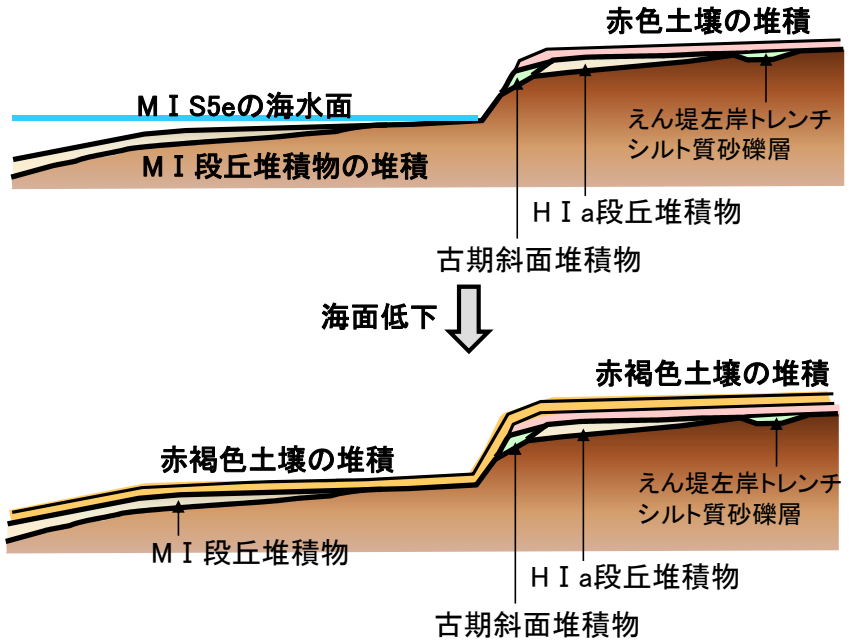 赤色土壌の堆積
ＭＩS5eの海水面
えん堤左岸トレンチ
シルト質砂礫層
ＭＩ段丘堆積物の堆積
ＨＩa段丘堆積物
古期斜面堆積物
海面低下
赤褐色土壌の堆積
赤褐色土壌の堆積
えん堤左岸トレンチ
シルト質砂礫層
ＭＩ段丘堆積物
ＨＩa段丘堆積物
古期斜面堆積物